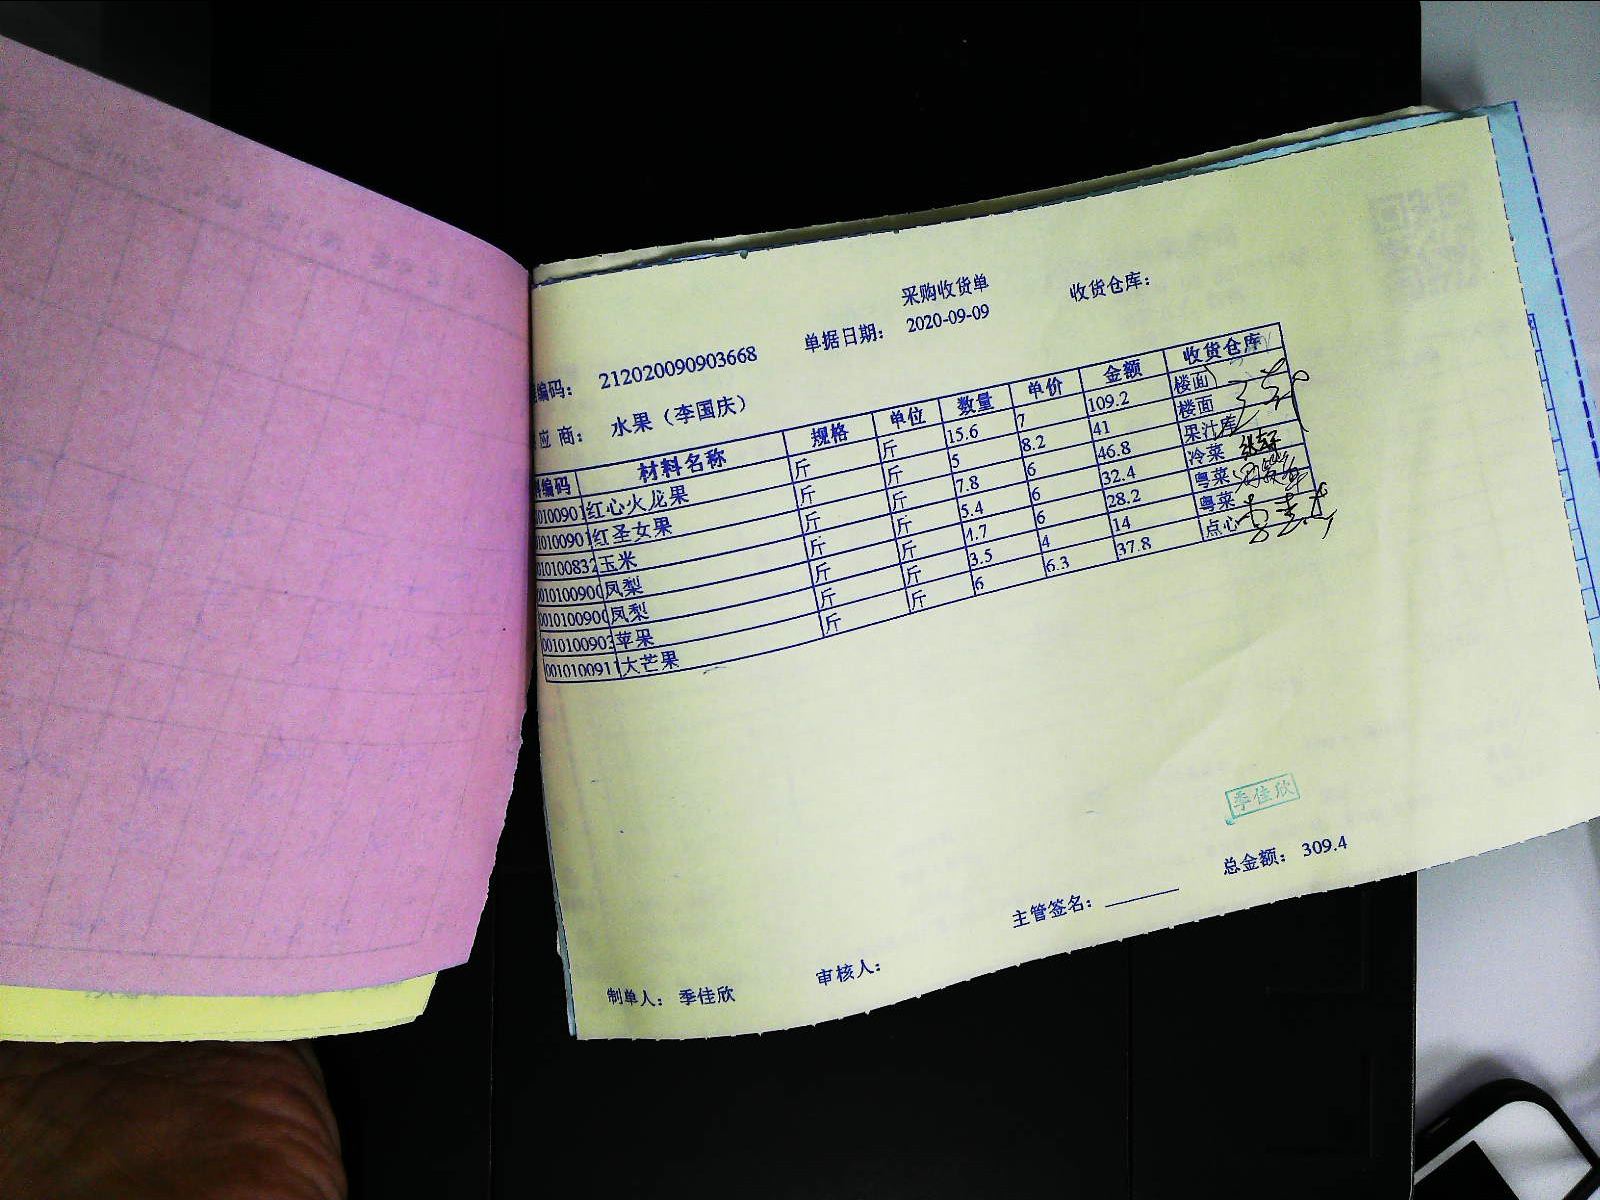 采购收货单
编码： 212020090903668 单据日期： 2020-09-09 收货仓库：
应 商： 水果（李国庆）
编码 材料名称 规格 单位 数量 单价 金额 收货仓库
红心火龙果 斤 斤 15.6 7 109.2 楼面
红圣女果 斤 斤 5 8.2 41 楼面
玉米 斤 斤 7.8 6 46.8 果汁库
0010100900 凤梨 斤 斤 5.4 6 32.4 冷菜
0010100900 凤梨 斤 斤 4.7 6 28.2 粤菜
0010100903 苹果 斤 斤 3.5 4 14 粤菜
0010100911 大芒果 斤 斤 6 6.3 37.8 点心
季佳欣
制单人： 季佳欣 审核人： 主管签名： 总金额： 309.4